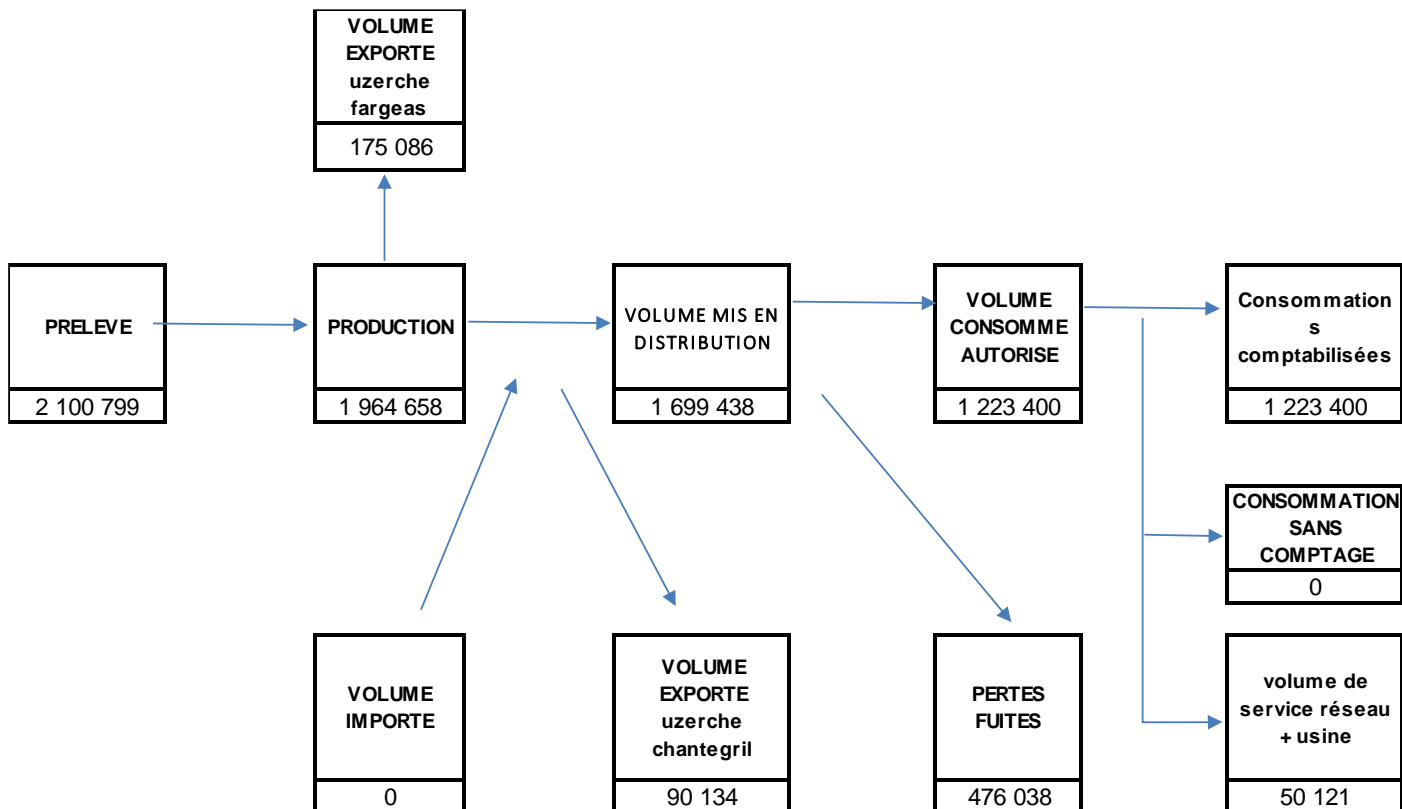 VOLUME
EXPORTE
uzerche
fargeas
175 086
PRELEVE
2 100 799
PRODUCTION
1 964 658
VOLUME MIS EN
DISTRIBUTION
1 699 438
VOLUME
CONSOMME
AUTORISE
1 223 400
Consommation
s
comptabilisées
1 223 400
CONSOMMATION
SANS
COMPTAGE
0
VOLUME
IMPORTE
0
VOLUME
EXPORTE
uzerche
chantegril
90 134
PERTES
FUITES
476 038
volume de
service réseau
+ usine
50 121